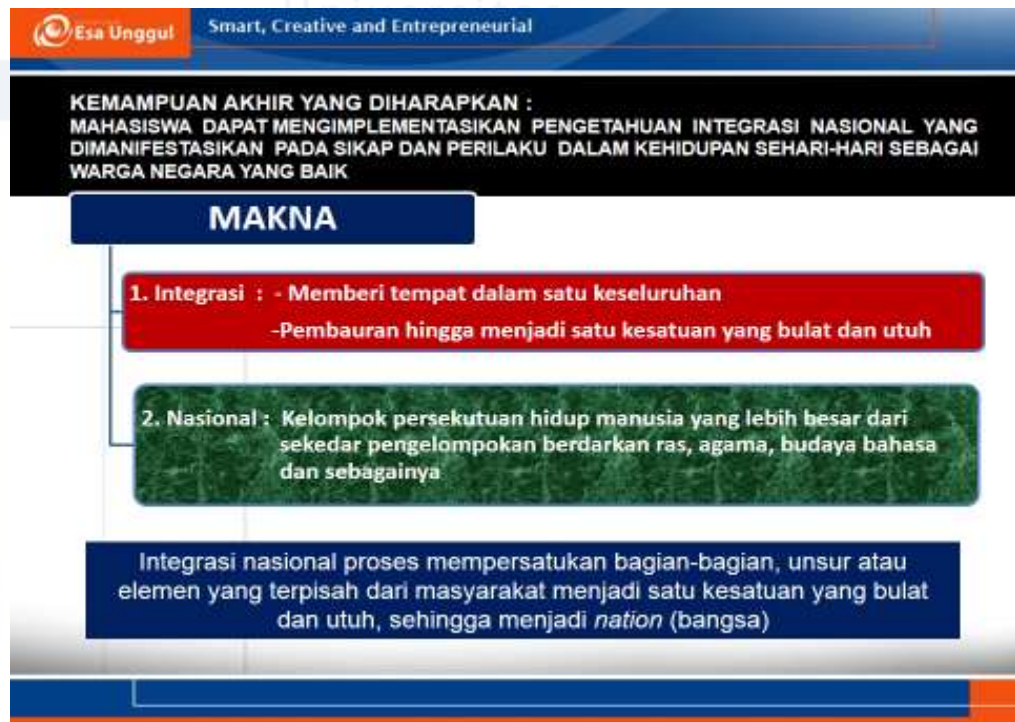 Esa Unggul
Smart, Creative and Entrepreneurial
KEMAMPUAN AKHIR YANG DIHARAPKAN :
MAHASISWA DAPAT MENGIMPLEMENTASIKAN PENGETAHUAN INTEGRASI NASIONAL YANG
DIMANIFESTASIKAN PADA SIKAP DAN PERILAKU DALAM KEHIDUPAN SEHARI-HARI SEBAGAI
WARGA NEGARA YANG BAIK
MAKNA
1. Integrasi : - Memberi tempat dalam satu keseluruhan
-Pembauran hingga menjadi satu kesatuan yang bulat dan utuh
2. Nasional : Kelompok persekutuan hidup manusia yang lebih besar dari
sekedar pengelompokan berdarkan ras, agama, budaya bahasa
dan sebagainya
Integrasi nasional proses mempersatukan bagian-bagian, unsur atau
elemen yang terpisah dari masyarakat menjadi satu kesatuan yang bulat
dan utuh, sehingga menjadi nation (bangsa)